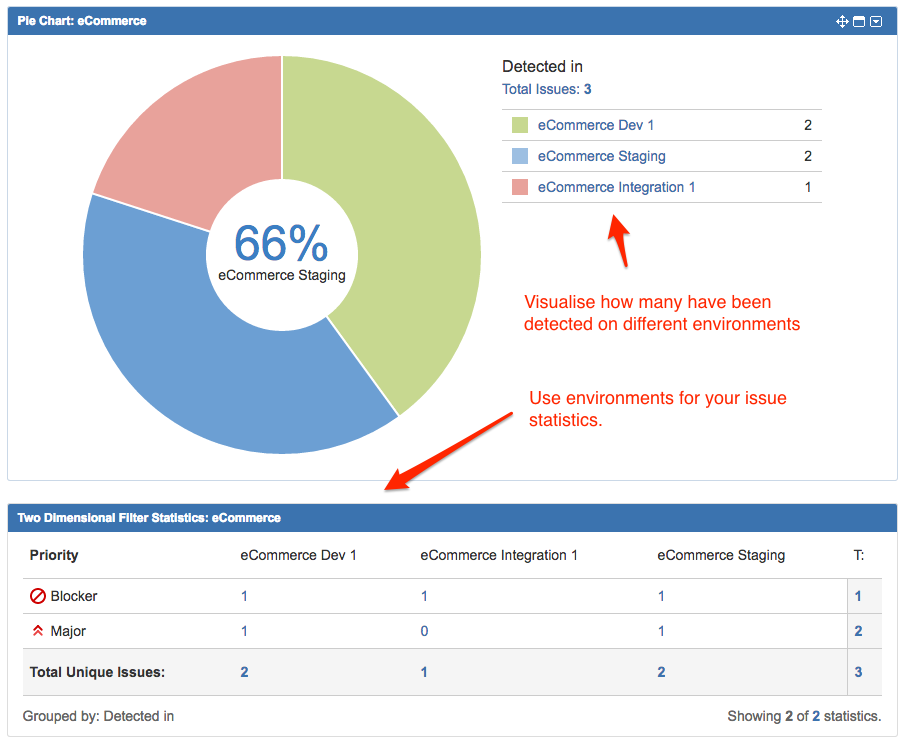 Pie Chart: eCommerce
Detected in
Total Issues: 3
eCommerce Dev 1 2
eCommerce Staging 2
eCommerce Integration 1 1
66%
eCommerce Staging
Visualise how many have been
detected on different environments
Use environments for your issue
statistics.
Two Dimensional Filter Statistics: eCommerce
Priority eCommerce Dev 1 eCommerce Integration 1 eCommerce Staging T:
Blocker 1 1 1 1
Major 1 0 1 2
Total Unique Issues: 2 1 2 3
Grouped by: Detected in Showing 2 of 2 statistics.